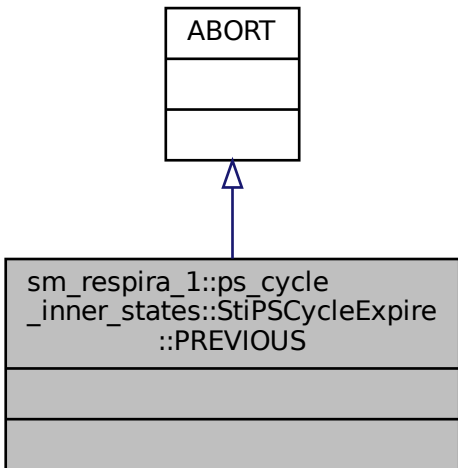 ABORT
sm_respira_1::ps_cycle
_inner_states::StiPSCycleExpire
::PREVIOUS